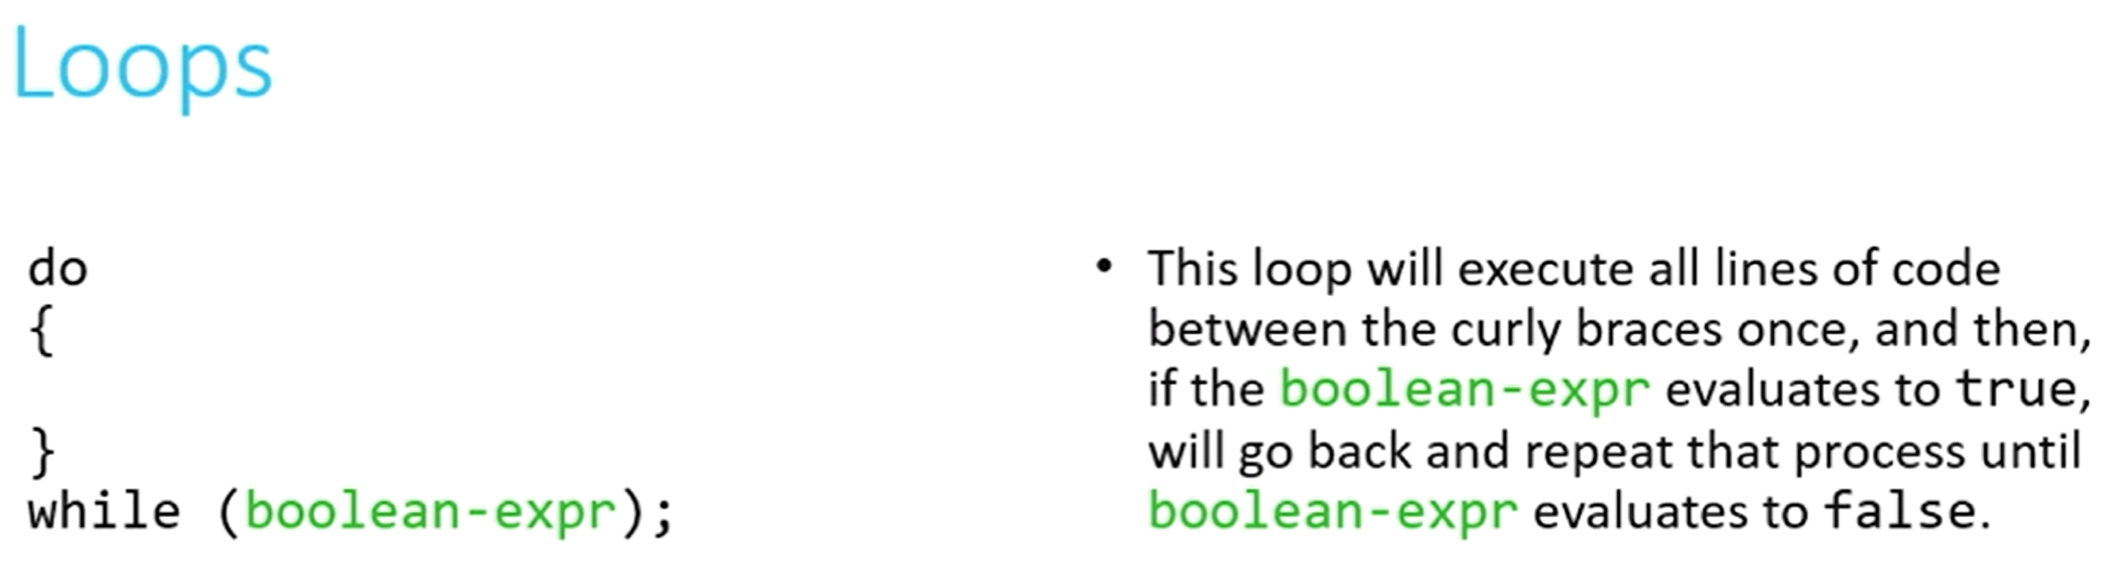 Loops
do
{
}
while (boolean-expr);
• This loop will execute all lines of code
between the curly braces once, and then,
if the boolean-expr evaluates to true,
will go back and repeat that process until
boolean-expr evaluates to false.